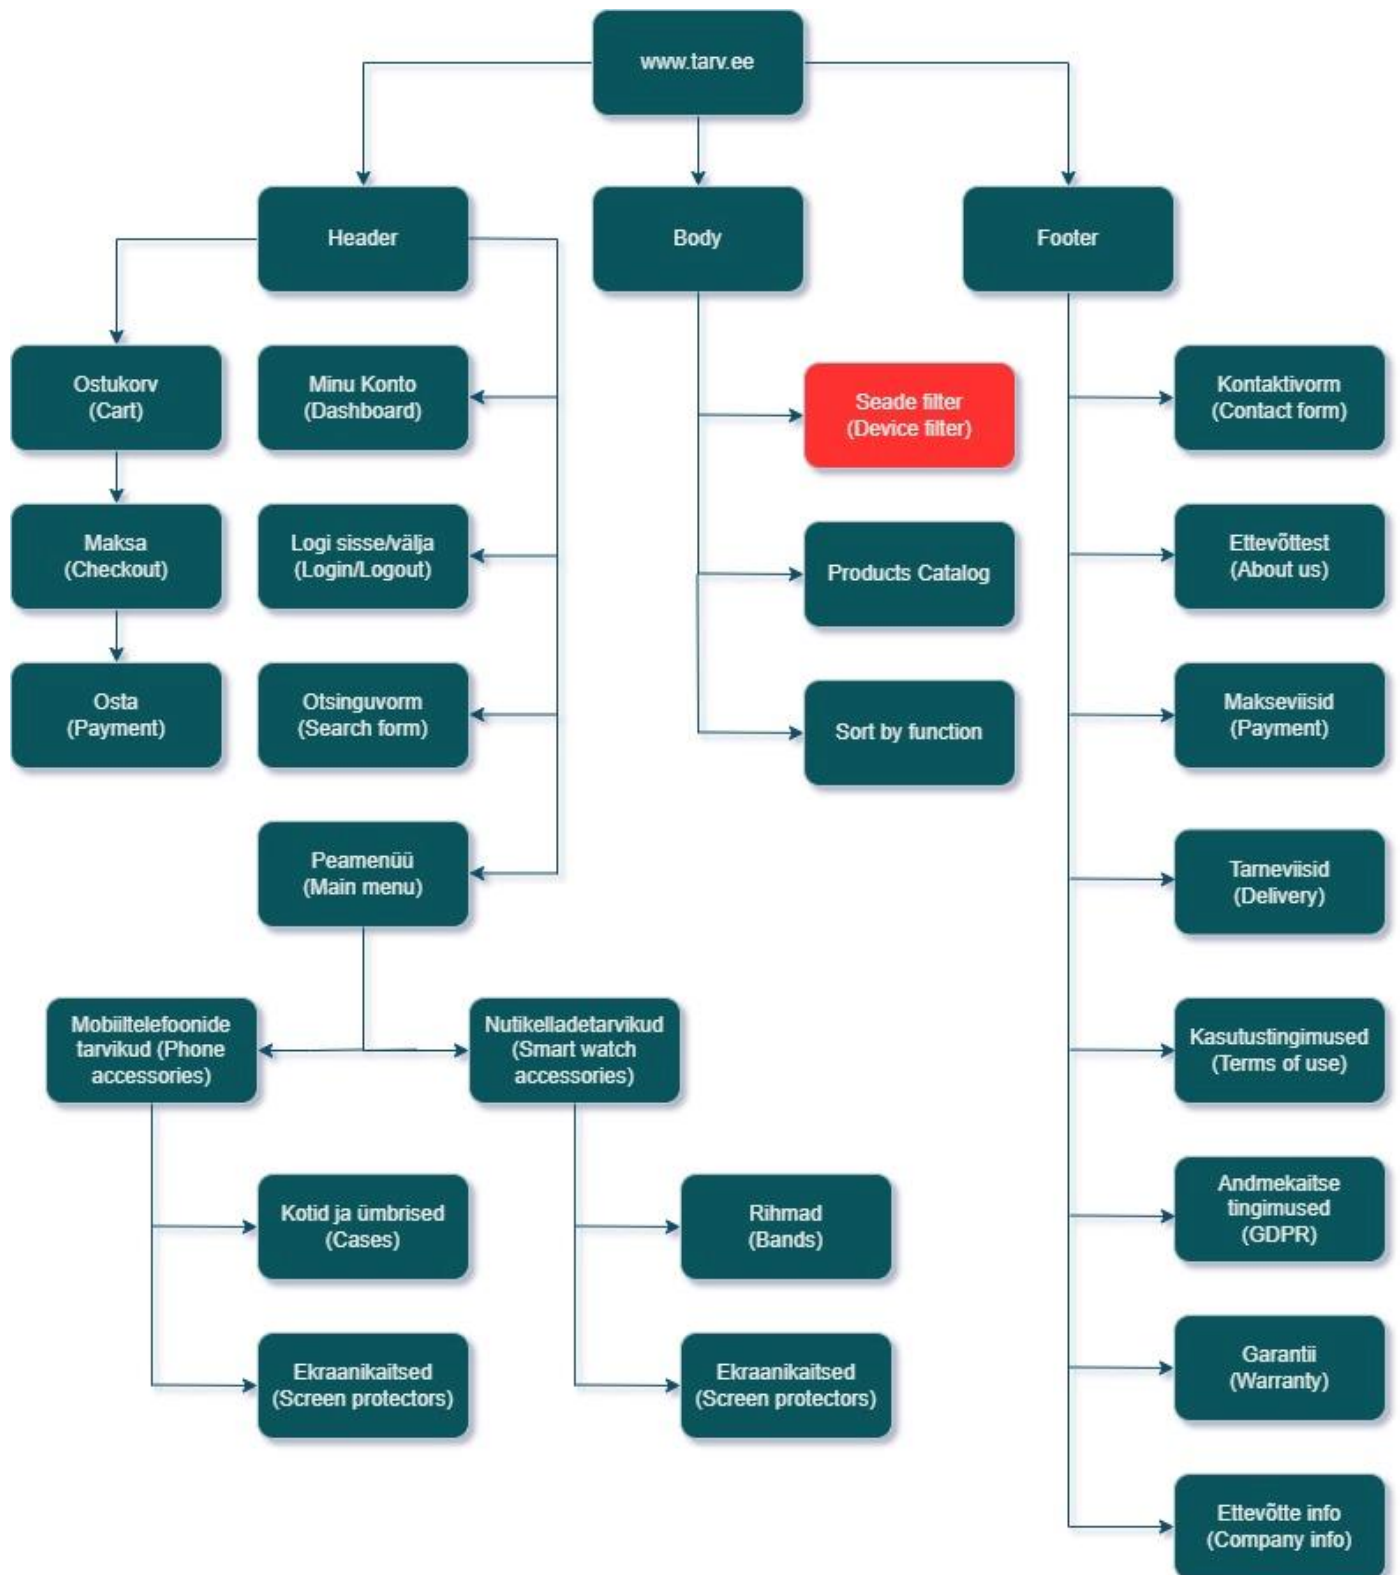 www.tarv.ee
Header
Body
Footer
Ostukorv
(Cart)
Minu Konto
(Dashboard)
Seade filter
(Device filter)
Kontaktivorm
(Contact form)
Maksa
(Checkout)
Logi sisse/välja
(Login/Logout)
Products Catalog
Ettevõttest
(About us)
Osta
(Payment)
Otsinguvorm
(Search form)
Sort by function
Makseviisid
(Payment)
Peamenüü
(Main menu)
Tarneviisid
(Delivery)
Mobiiltelefoonide
tarvikud (Phone
accessories)
Nutikelladetarvikud
(Smart watch
accessories)
Kasutustingimused
(Terms of use)
Kotid ja ümbrised
(Cases)
Rihmad
(Bands)
Andmekaitse
tingimused
(GDPR)
Ekraanikaitsed
(Screen protectors)
Ekraanikaitsed
(Screen protectors)
Garantii
(Warranty)
Ettevõtte info
(Company info)